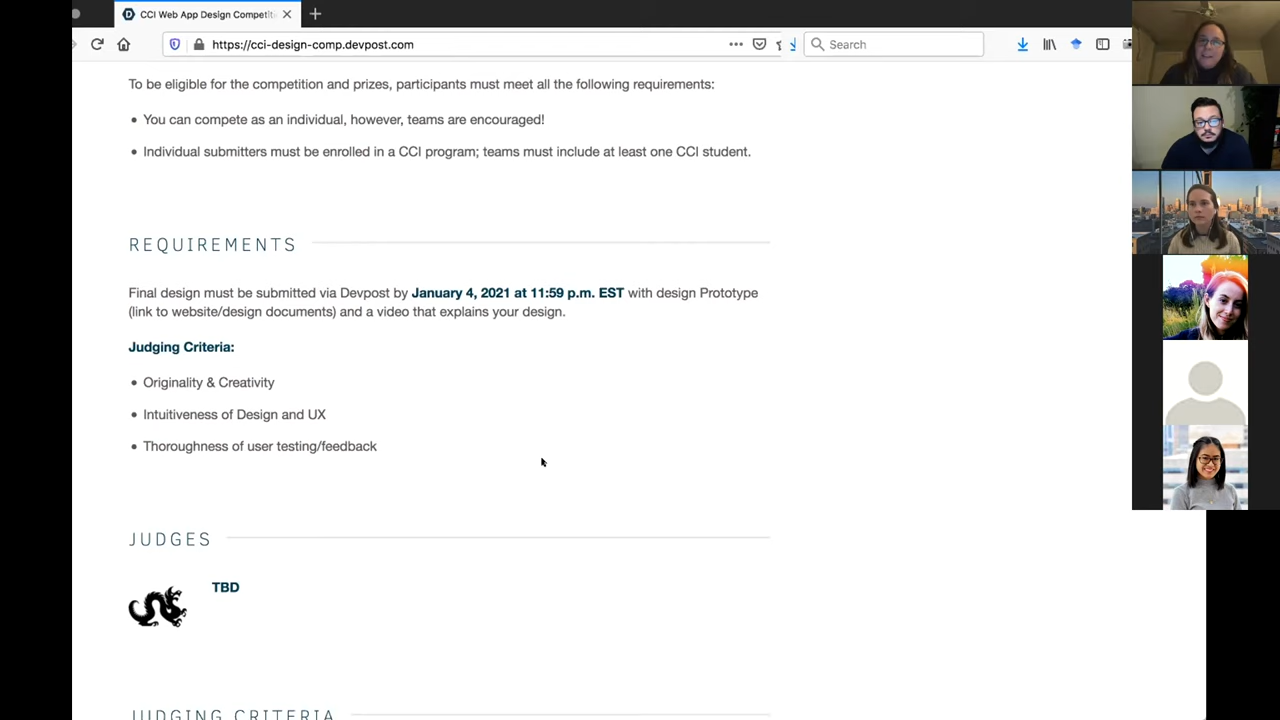 CCI Web App Design Competiti
https://cci-design-comp.devpost.com
Search
To be eligible for the competition and prizes, participants must meet all the following requirements:
You can compete as an individual, however, teams are encouraged!
Individual submitters must be enrolled in a CCI program; teams must include at least one CCI student.
REQUIREMENTS
Final design must be submitted via Devpost by January 4, 2021 at 11:59 p.m. EST with design Prototype
(link to website/design documents) and a video that explains your design.
Judging Criteria:
Originality & Creativity
Intuitiveness of Design and UX
Thoroughness of user testing/feedback
JUDGES
TBD
JUDGING CRITERIA